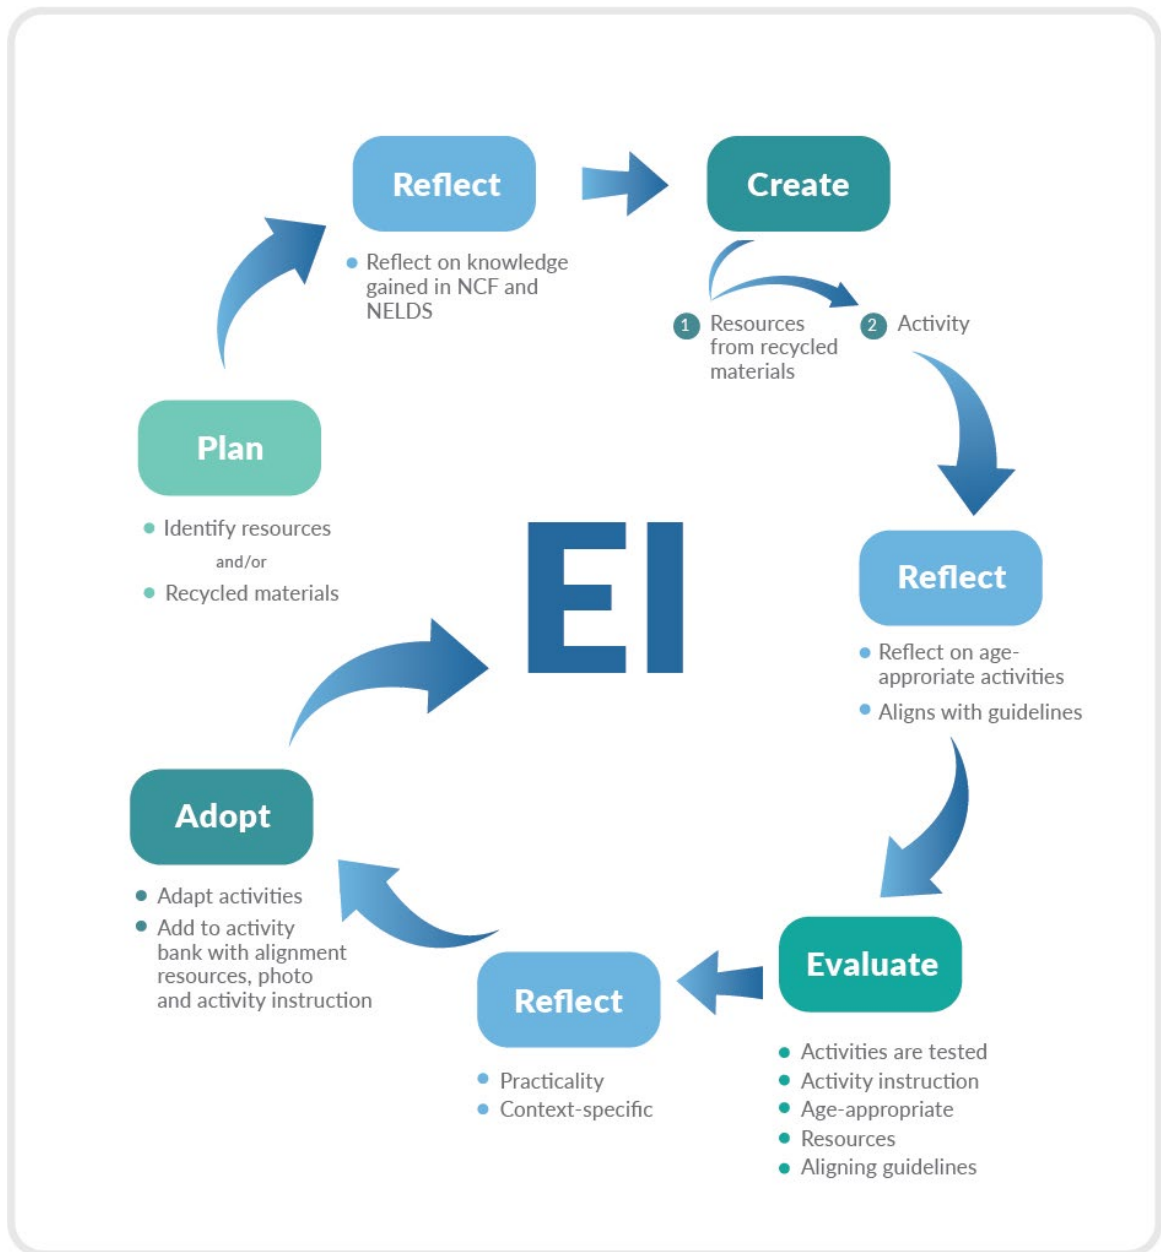 Reflect
Reflect on knowledge
gained in NCF and
NELDS
Create
1 Resources
from recycled
materials
2 Activity
Plan
Identify resources
and/or
Recycled materials
EI
Reflect
Reflect on age-
approriate activities
Aligns with guidelines
Evaluate
Activities are tested
Activity instruction
Age-appropriate
Resources
Aligning guidelines
Reflect
Practicality
Context-specific
Adopt
Adapt activities
Add to activity
bank with alignment
resources, photo
and activity instruction